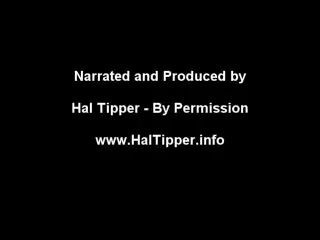 Narrated and Produced by
Hal Tipper - By Permission
www.HalTipper.info